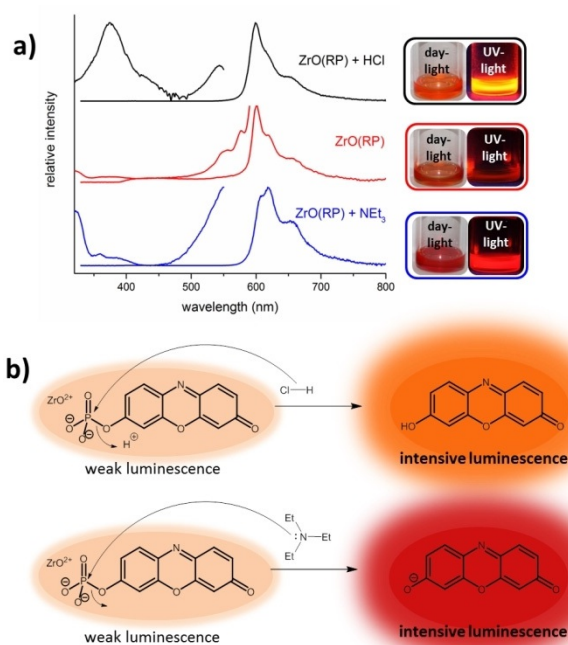 a)
relative intensity
ZrO(RP) + HCl
ZrO(RP)
ZrO(RP) + NEt₃
400
500
600
700
800
wavelength (nm)
day-
light
UV-
light
day-
light
UV-
light
day-
light
UV-
light
b)
ZrO²⁺
O
⊖O
P
O
⊖
O
H⊕
N
O
O
weak luminescence
Cl
H
N
HO
O
O
intensive luminescence
ZrO²⁺
O
⊖
O
P
O
⊖
O
N
O
O
weak luminescence
Et
:N
Et
Et
N
⊖
O
O
O
intensive luminescence